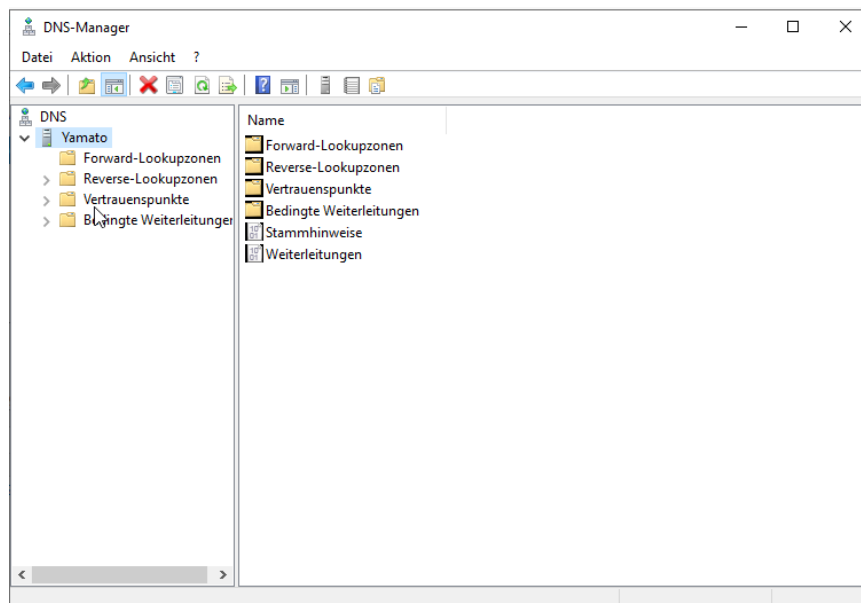 DNS-Manager
Datei Aktion Ansicht ?
DNS
Yamato
Forward-Lookupzonen
Reverse-Lookupzonen
Vertrauenspunkte
Bedingte Weiterleitungen
Name
Forward-Lookupzonen
Reverse-Lookupzonen
Vertrauenspunkte
Bedingte Weiterleitungen
Stammhinweise
Weiterleitungen